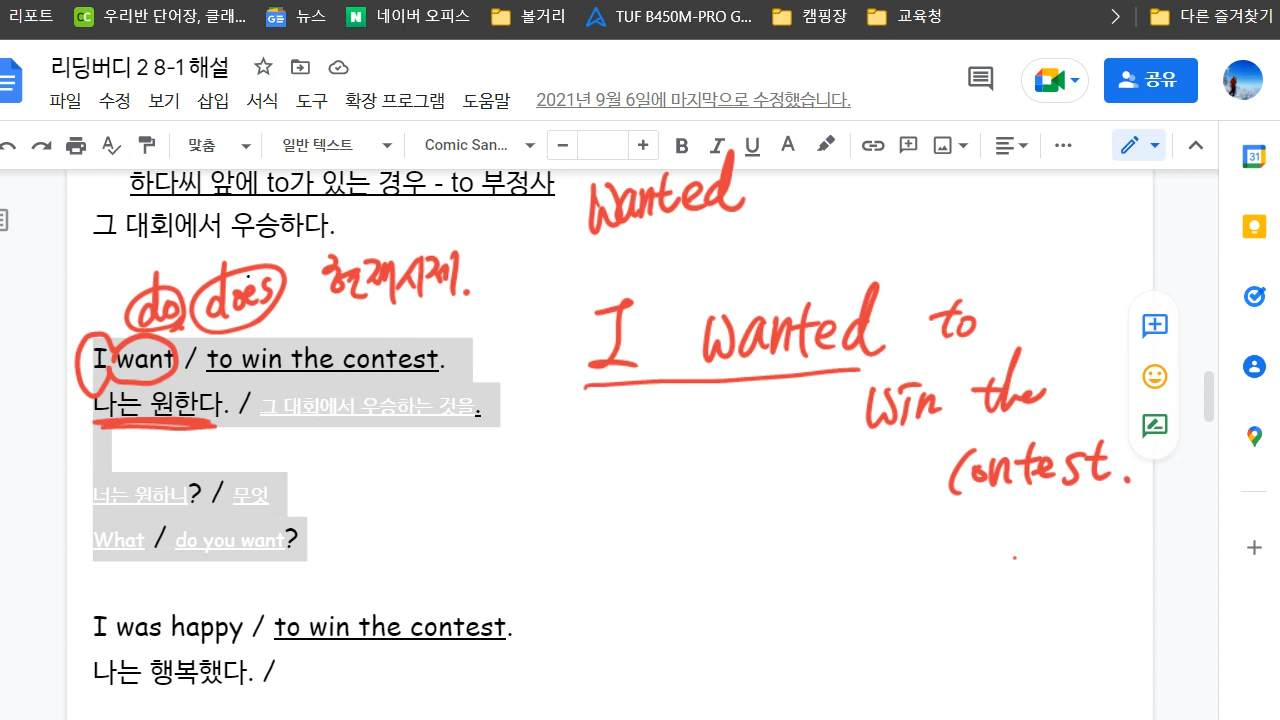 리포트 우리반 단어장, 클래... 뉴스 네이버 오피스 볼거리 TUF B450M-PRO G... 캠핑장 교육청 다른 즐겨찾기
리딩버디 2 8-1 해설
파일 수정 보기 삽입 서식 도구 확장 프로그램 도움말 2021년 9월 6일에 마지막으로 수정했습니다.
공유
맞춤 일반 텍스트 Comic San... − + B I U A
31
하다씨 앞에 to가 있는 경우 - to 부정사
wanted
그 대회에서 우승하다.
do does 현재시제.
I wanted to
win the
contest.
I want / to win the contest.
나는 원한다. / 그 대회에서 우승하는 것을.
너는 원하니? / 무엇
What / do you want?
I was happy / to win the contest.
나는 행복했다. /